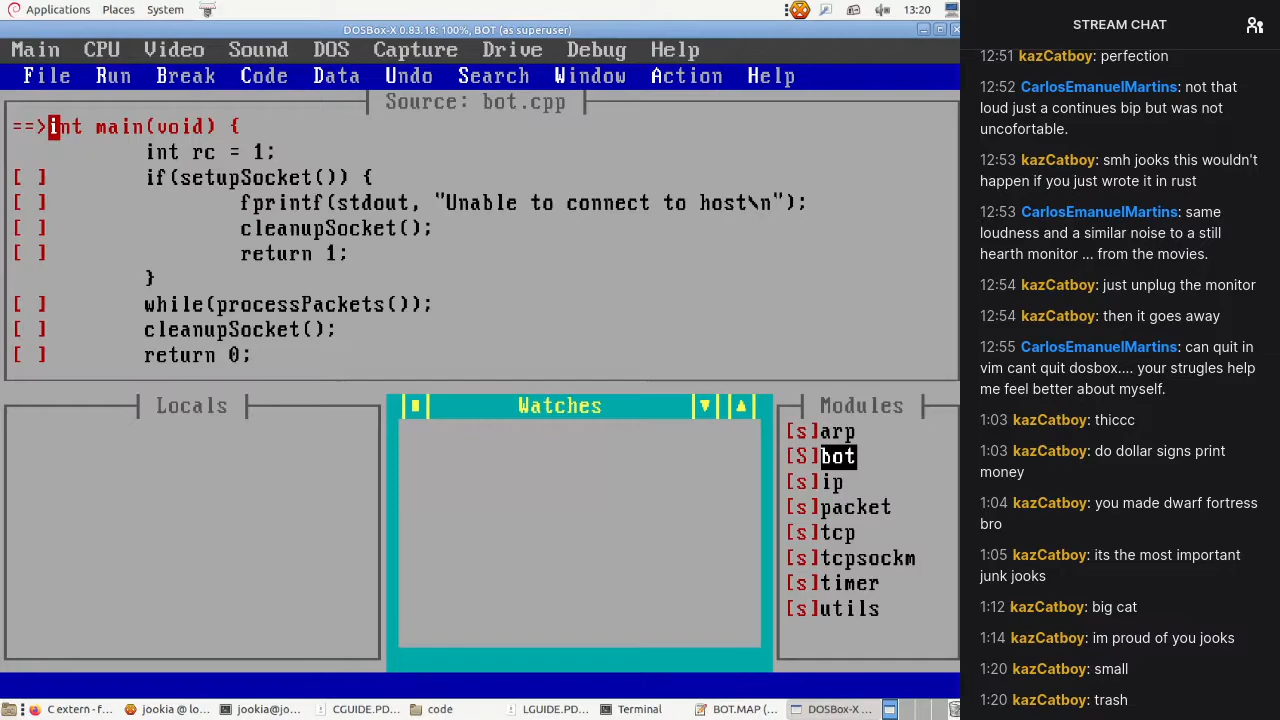 Applications Places System
13:20
DOSBox-X 0.83.18: 100%, BOT (as superuser)
Main CPU Video Sound DOS Capture Drive Debug Help
File Run Break Code Data Undo Search Window Action Help
Source: bot.cpp
==>int main(void) {
int rc = 1;
[ ] if(setupSocket()) {
[ ] fprintf(stdout, "Unable to connect to host\n");
[ ] cleanupSocket();
[ ] return 1;
}
[ ] while(processPackets());
[ ] cleanupSocket();
[ ] return 0;
Locals
Watches
Modules
[s]arp
[S]bot
[s]ip
[s]packet
[s]tcp
[s]tcpsockm
[s]timer
[s]utils
C extern - f...
jookia @ lo...
jookia@jo...
CGUIDE.PD...
code
LGUIDE.PD...
Terminal
BOT.MAP (...
DOSBox-X ...
STREAM CHAT
12:51 kazCatboy: perfection
12:52 CarlosEmanuelMartins: not that
loud just a continues bip but was not
uncofortable.
12:53 kazCatboy: smh jooks this wouldn't
happen if you just wrote it in rust
12:53 CarlosEmanuelMartins: same
loudness and a similar noise to a still
hearth monitor ... from the movies.
12:54 kazCatboy: just unplug the monitor
12:54 kazCatboy: then it goes away
12:55 CarlosEmanuelMartins: can quit in
vim cant quit dosbox.... your strugles help
me feel better about myself.
1:03 kazCatboy: thiccc
1:03 kazCatboy: do dollar signs print
money
1:04 kazCatboy: you made dwarf fortress
bro
1:05 kazCatboy: its the most important
junk jooks
1:12 kazCatboy: big cat
1:14 kazCatboy: im proud of you jooks
1:20 kazCatboy: small
1:20 kazCatboy: trash